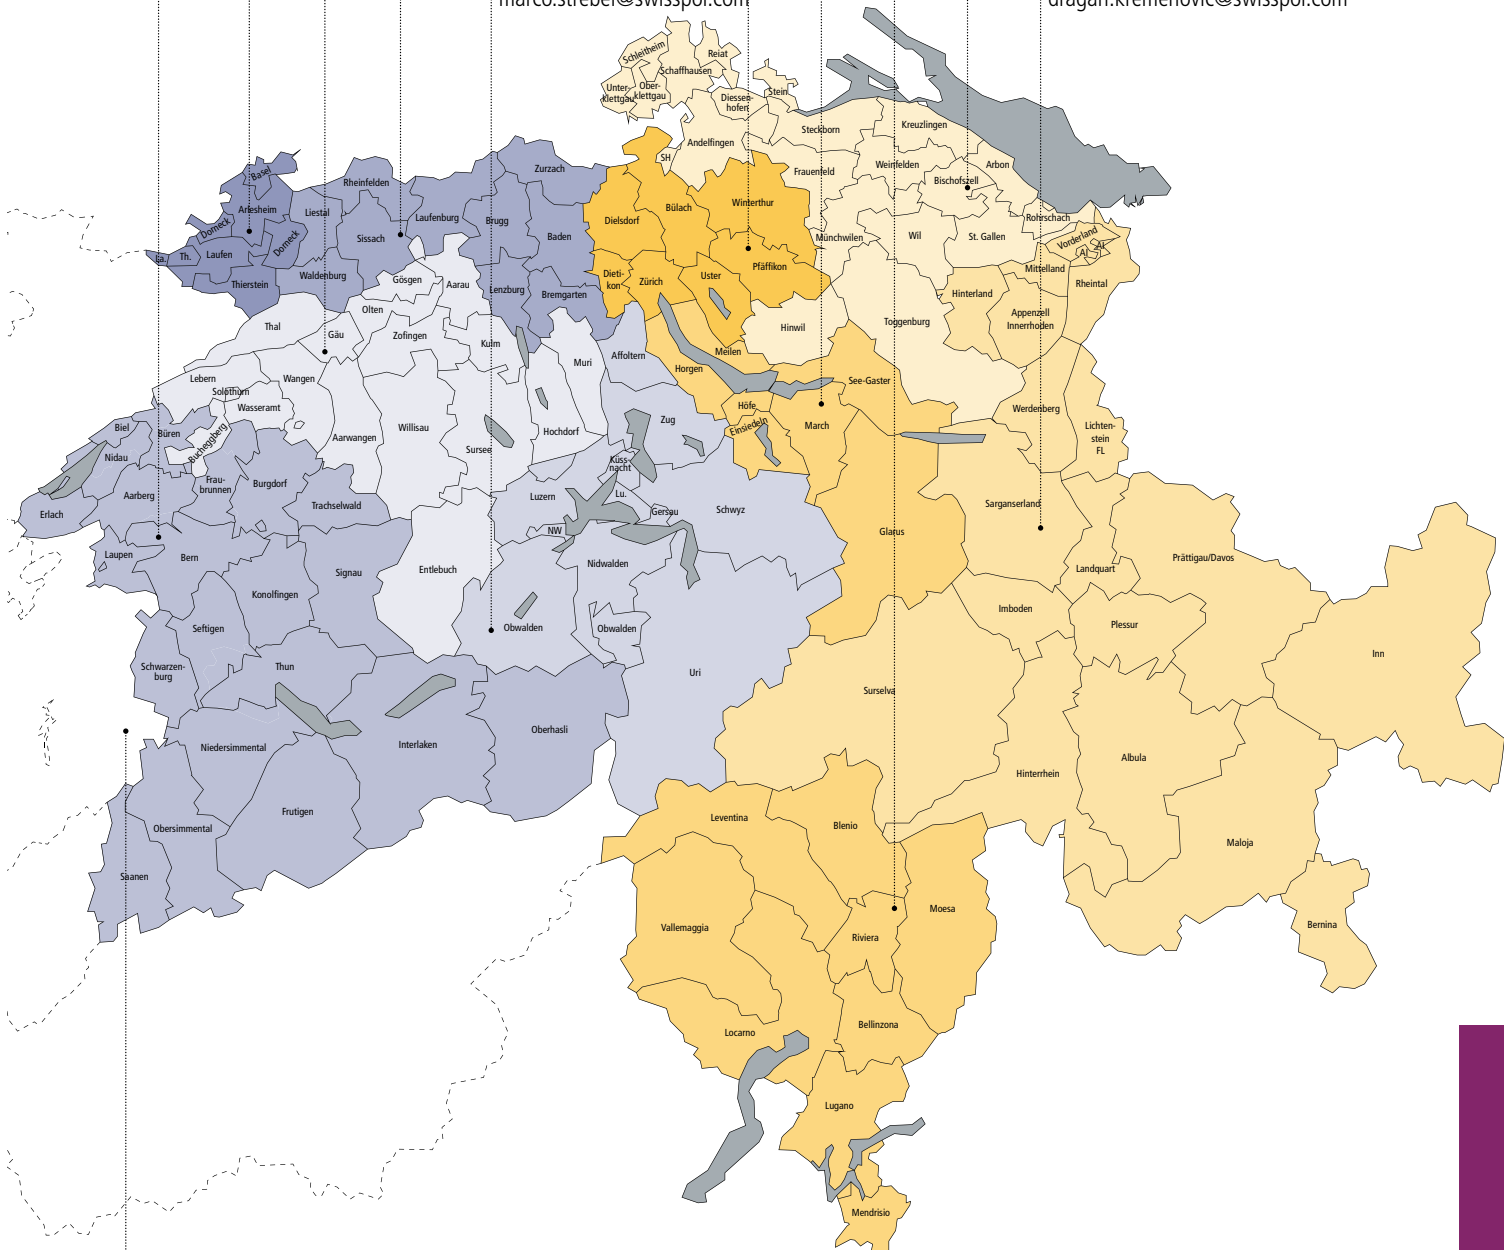 marco.strebel@swisspor.com
dragan.kremenovic@swisspor.com
Schleitheim
Reiat
Schaffhausen
Unter-
klettgau
Ober-
klettgau
Diessen-
hofen
Stein
Steckborn
Kreuzlingen
Andelfingen
SH
Frauenfeld
Weinfelden
Arbon
Bischofszell
Zurzach
Basel
Rheinfelden
Winterthur
Bülach
Dielsdorf
Arlesheim
Liestal
Laufenburg
Brugg
Rohrschach
Dorneck
Dorneck
Sissach
Baden
Münchwilen
Wil
St. Gallen
Vorderland
AI
AI
La.
Th.
Laufen
Thierstein
Waldenburg
Gösgen
Aarau
Lenzburg
Bremgarten
Dieti-
kon
Zürich
Uster
Pfäffikon
Mittelland
Rheintal
Hinterland
Appenzell
Innerrhoden
Thal
Gäu
Olten
Zofingen
Kulm
Muri
Affoltern
Horgen
Meilen
Hinwil
Toggenburg
Lebern
Solothurn
Wangen
Wasseramt
See-Gaster
Werdenberg
Höfe
Einsiedeln
March
Lichten-
stein
FL
Biel
Büren
Bucheggberg
Nidau
Aarwangen
Willisau
Sursee
Hochdorf
Zug
Küss-
nacht
Lu.
Luzern
Gersau
Schwyz
Aarberg
Frau-
brunnen
Burgdorf
Trachselwald
Erlach
Sarganserland
Glarus
NW
Nidwalden
Laupen
Bern
Signau
Entlebuch
Konolfingen
Landquart
Prättigau/Davos
Imboden
Plessur
Seftigen
Obwalden
Obwalden
Inn
Schwarzen-
burg
Thun
Uri
Surselva
Niedersimmental
Interlaken
Oberhasli
Albula
Hinterrhein
Frutigen
Obersimmental
Leventina
Blenio
Maloja
Saanen
Moesa
Vallemaggia
Riviera
Bernina
Locarno
Bellinzona
Lugano
Mendrisio